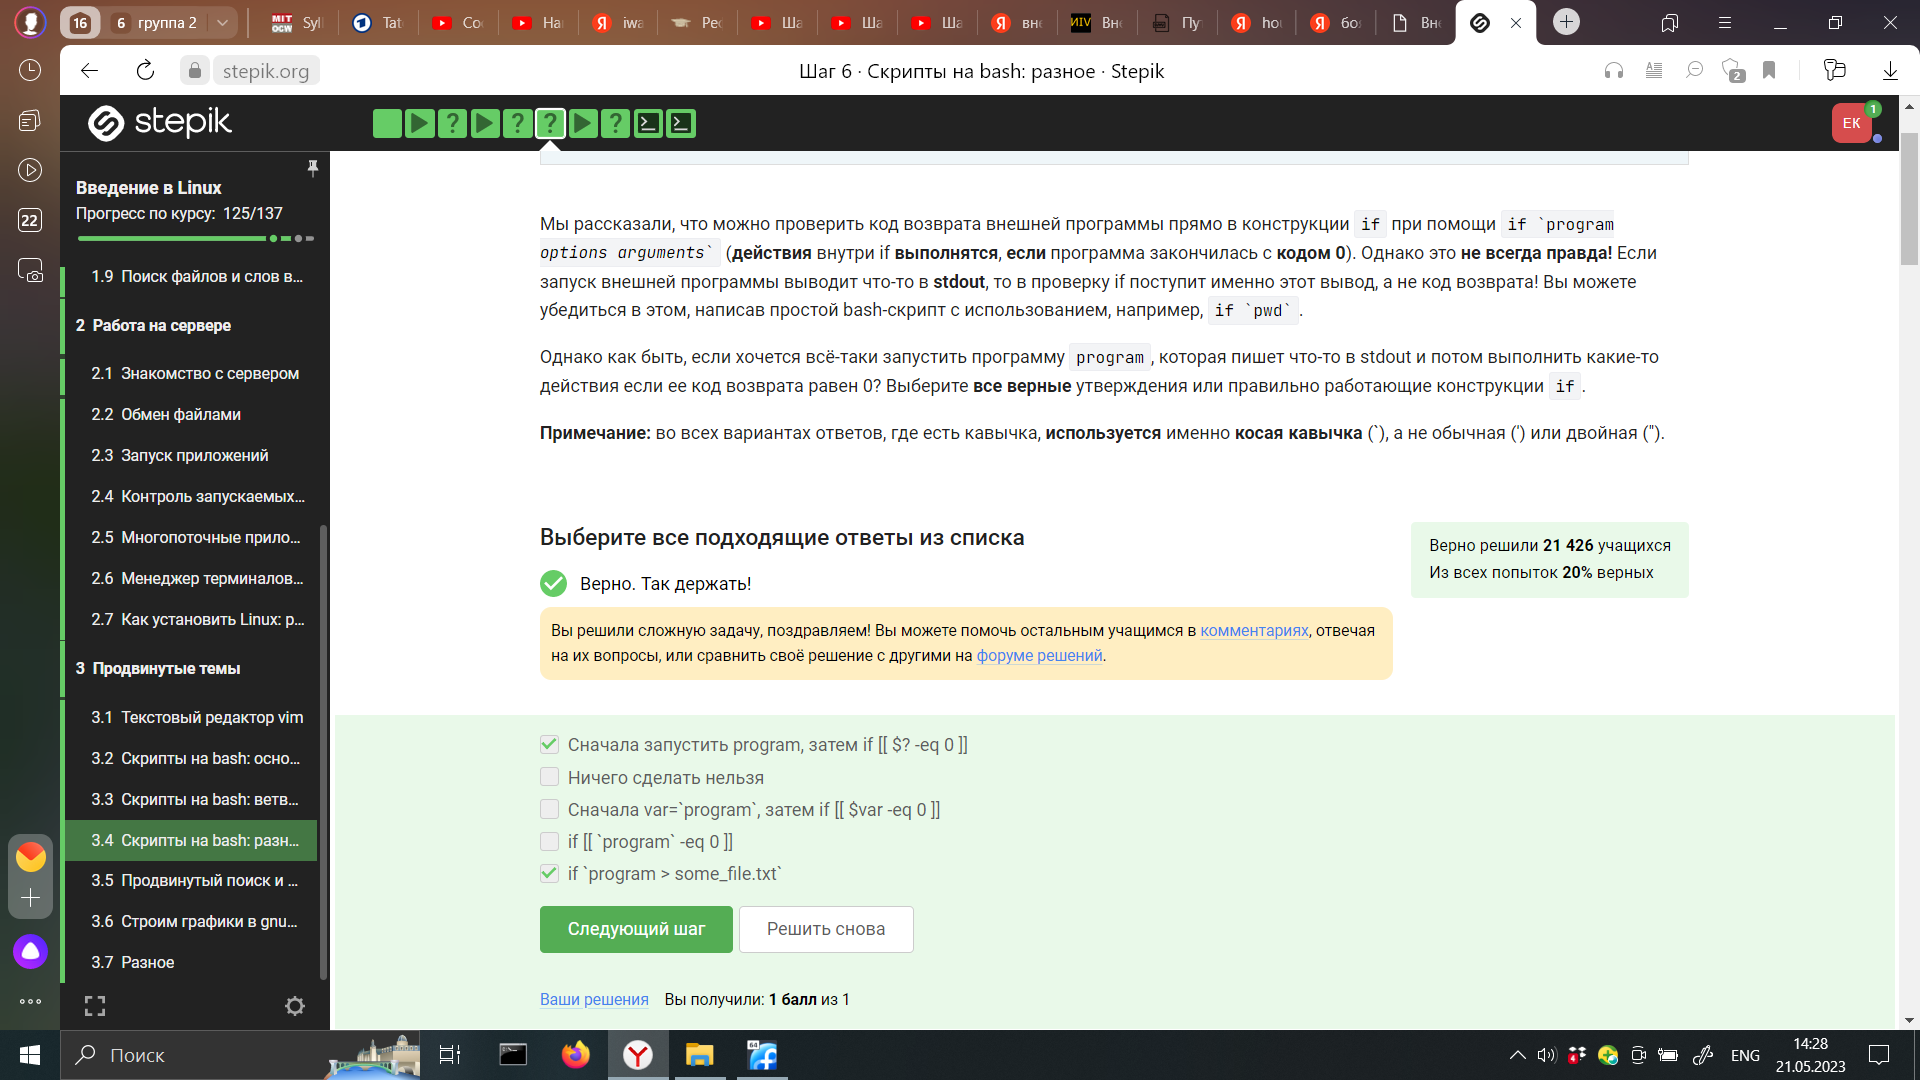 16
6 группа 2
MIT OCW Syll
Tat
Сос
На
iwa
Рес
Ша
Ша
Ша
вне
ИIV Вне
Пу
hou
боя
Вне
stepik.org
Шаг 6 · Скрипты на bash: разное · Stepik
2
22
stepik
? ? ? ?
ЕК
1
Введение в Linux
Прогресс по курсу: 125/137
1.9 Поиск файлов и слов в...
2 Работа на сервере
2.1 Знакомство с сервером
2.2 Обмен файлами
2.3 Запуск приложений
2.4 Контроль запускаемых...
2.5 Многопоточные прило...
2.6 Менеджер терминалов...
2.7 Как установить Linux: р...
3 Продвинутые темы
3.1 Текстовый редактор vim
3.2 Скрипты на bash: осно...
3.3 Скрипты на bash: ветв...
3.4 Скрипты на bash: разн...
3.5 Продвинутый поиск и ...
3.6 Строим графики в gnu...
3.7 Разное
Мы рассказали, что можно проверить код возврата внешней программы прямо в конструкции if при помощи if `program
options arguments` (действия внутри if выполнятся, если программа закончилась с кодом 0). Однако это не всегда правда! Если
запуск внешней программы выводит что-то в stdout, то в проверку if поступит именно этот вывод, а не код возврата! Вы можете
убедиться в этом, написав простой bash-скрипт с использованием, например, if `pwd`.
Однако как быть, если хочется всё-таки запустить программу program, которая пишет что-то в stdout и потом выполнить какие-то
действия если ее код возврата равен 0? Выберите все верные утверждения или правильно работающие конструкции if.
Примечание: во всех вариантах ответов, где есть кавычка, используется именно косая кавычка (`), а не обычная (') или двойная (").
Выберите все подходящие ответы из списка
Верно решили 21 426 учащихся
Из всех попыток 20% верных
Верно. Так держать!
Вы решили сложную задачу, поздравляем! Вы можете помочь остальным учащимся в комментариях, отвечая
на их вопросы, или сравнить своё решение с другими на форуме решений.
Сначала запустить program, затем if [[ $? -eq 0 ]]
Ничего сделать нельзя
Сначала var=`program`, затем if [[ $var -eq 0 ]]
if [[ `program` -eq 0 ]]
if `program > some_file.txt`
Следующий шаг
Решить снова
Ваши решения Вы получили: 1 балл из 1
Поиск
64
4
ENG
14:28
21.05.2023